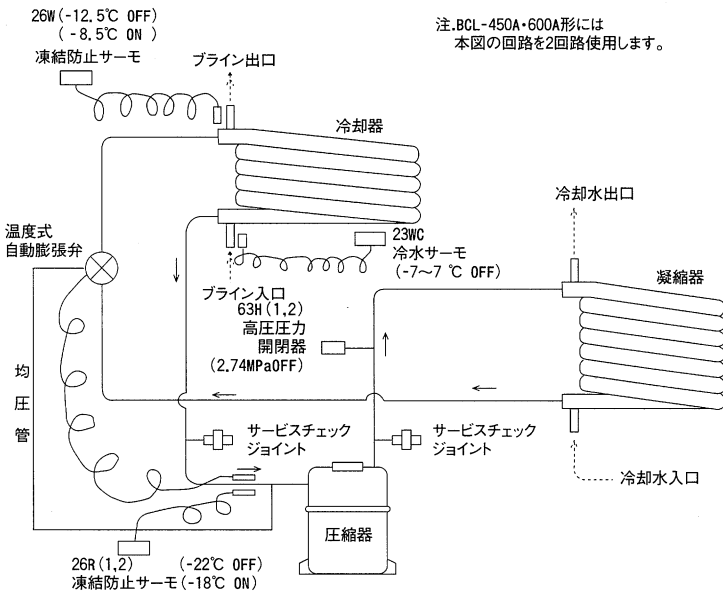 26W(-12.5℃ OFF)
(-8.5℃ ON )
凍結防止サーモ
注.BCL-450A・600A形には
本図の回路を2回路使用します。
ブライン出口
冷却器
冷却水出口
温度式
自動膨張弁
23WC
冷水サーモ
(-7～7 ℃ OFF)
凝縮器
ブライン入口
63H(1,2)
高圧圧力
開閉器
(2.74MPaOFF)
均圧管
サービスチェック
ジョイント
サービスチェック
ジョイント
冷却水入口
圧縮器
26R(1,2) (-22℃ OFF)
凍結防止サーモ(-18℃ ON)